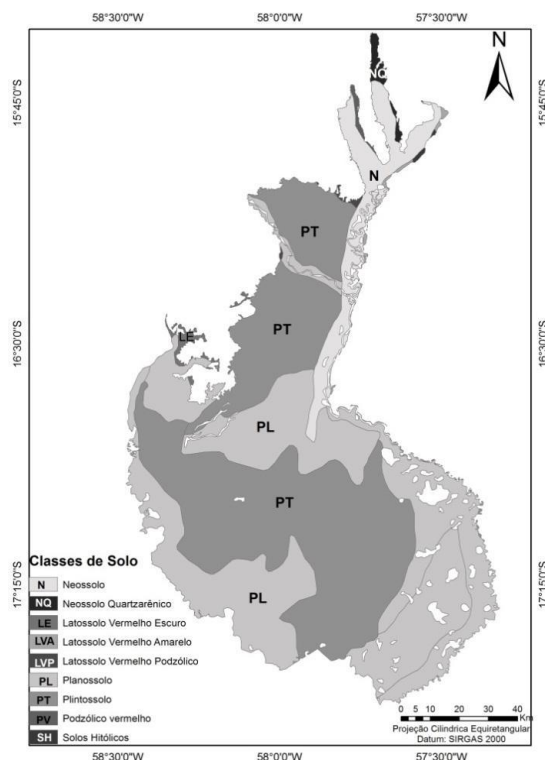 58°30'0"W 58°0'0"W 57°30'0"W
N
15°45'0"S 15°45'0"S
NQ
N
PT
PT
16°30'0"S 16°30'0"S
LE
PL
PT
17°15'0"S 17°15'0"S
PL
Classes de Solo
N Neossolo
NQ Neossolo Quartzarênico
LE Latossolo Vermelho Escuro
LVA Latossolo Vermelho Amarelo
LVP Latossolo Vermelho Podzólico
PL Planossolo
PT Plintossolo
PV Podzólico vermelho
SH Solos Hitólicos
0 5 10 20 30 40
Km
Projeção Cilindrica Equiretangular
Datum: SIRGAS 2000
58°30'0"W 58°0'0"W 57°30'0"W